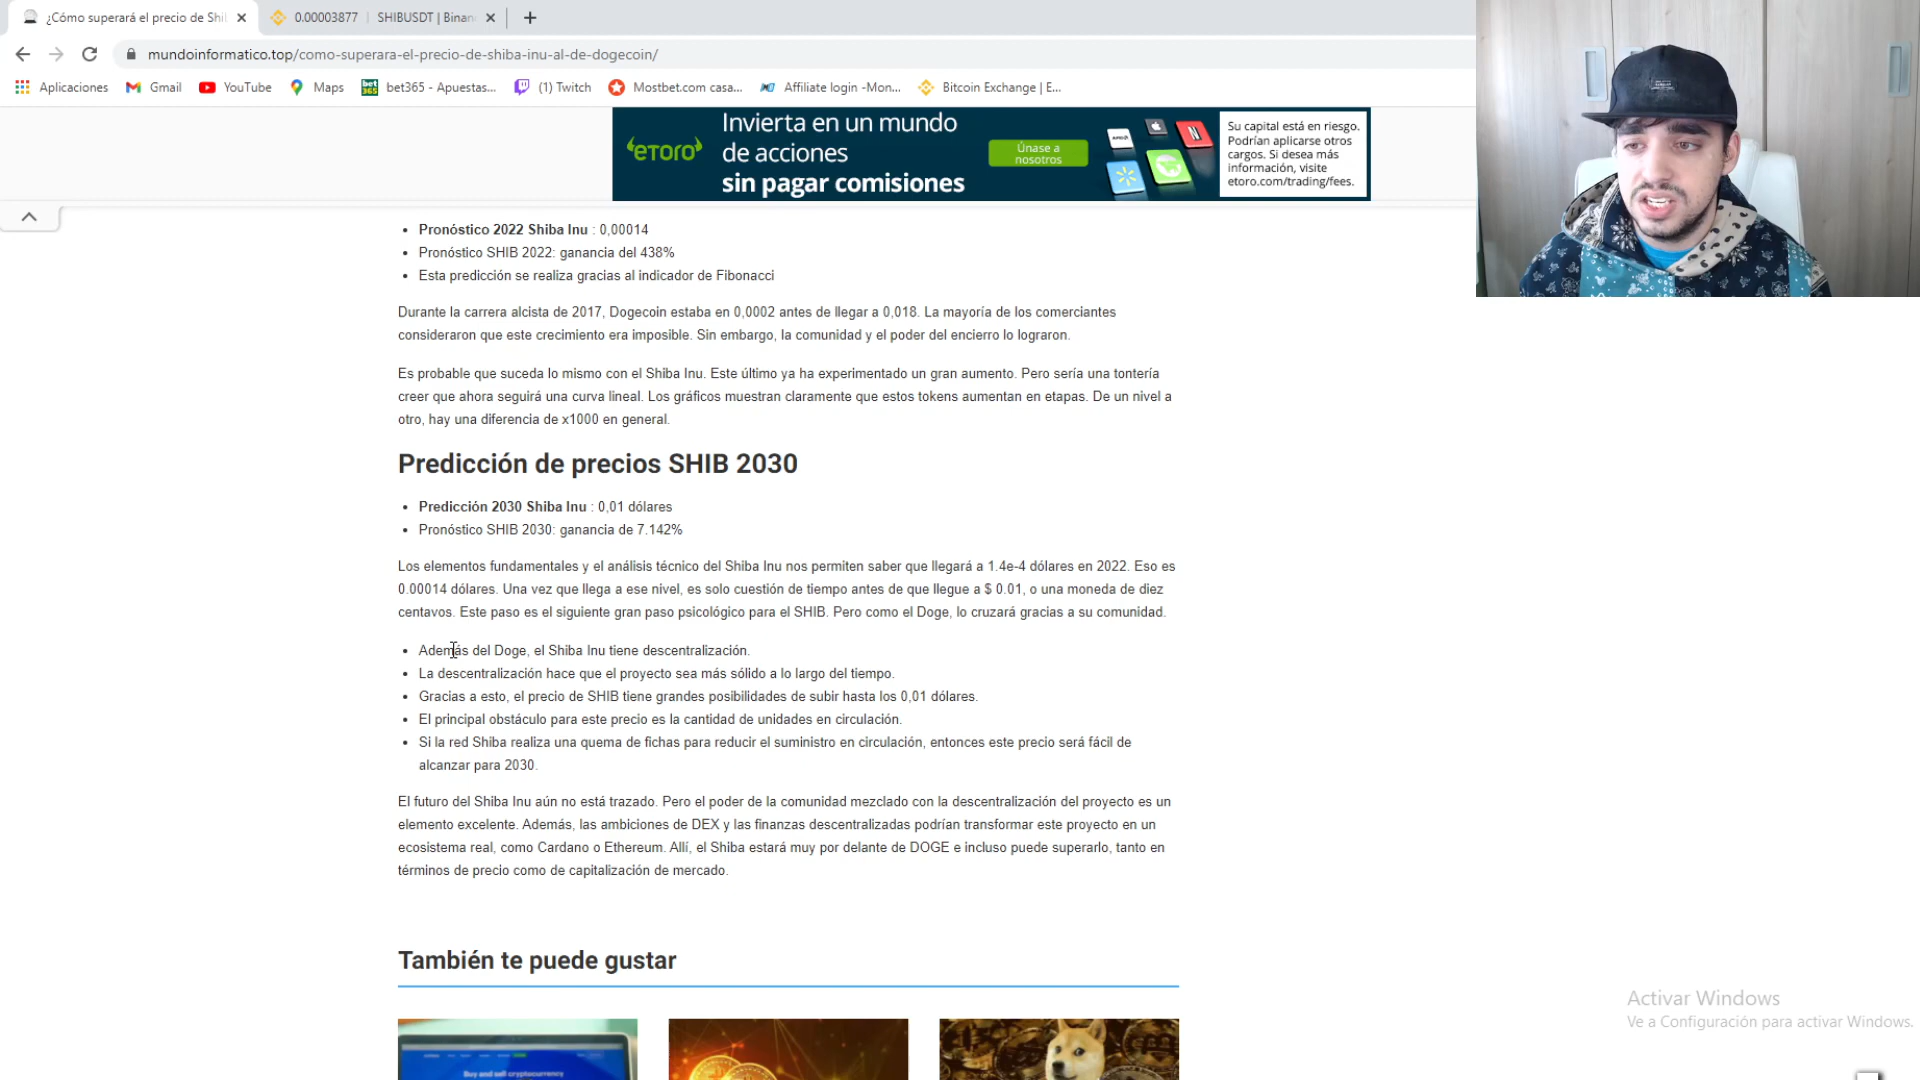 ¿Cómo superará el precio de Shi
0.00003877 | SHIBUSDT | Binan
mundoinformatico.top/como-superara-el-precio-de-shiba-inu-al-de-dogecoin/
Aplicaciones
Gmail
YouTube
Maps
bet365
bet365 - Apuestas...
(1) Twitch
Mostbet.com casa...
Affiliate login -Mon...
Bitcoin Exchange | E...
eToro
Invierta en un mundo
de acciones
sin pagar comisiones
Únase a
nosotros
Su capital está en riesgo.
Podrían aplicarse otros
cargos. Si desea más
información, visite
etoro.com/trading/fees.
Pronóstico 2022 Shiba Inu : 0,00014
Pronóstico SHIB 2022: ganancia del 438%
Esta predicción se realiza gracias al indicador de Fibonacci
Durante la carrera alcista de 2017, Dogecoin estaba en 0,0002 antes de llegar a 0,018. La mayoría de los comerciantes
consideraron que este crecimiento era imposible. Sin embargo, la comunidad y el poder del encierro lo lograron.
Es probable que suceda lo mismo con el Shiba Inu. Este último ya ha experimentado un gran aumento. Pero sería una tontería
creer que ahora seguirá una curva lineal. Los gráficos muestran claramente que estos tokens aumentan en etapas. De un nivel a
otro, hay una diferencia de x1000 en general.
Predicción de precios SHIB 2030
Predicción 2030 Shiba Inu : 0,01 dólares
Pronóstico SHIB 2030: ganancia de 7.142%
Los elementos fundamentales y el análisis técnico del Shiba Inu nos permiten saber que llegará a 1.4e-4 dólares en 2022. Eso es
0.00014 dólares. Una vez que llega a ese nivel, es solo cuestión de tiempo antes de que llegue a $ 0.01, o una moneda de diez
centavos. Este paso es el siguiente gran paso psicológico para el SHIB. Pero como el Doge, lo cruzará gracias a su comunidad.
Además del Doge, el Shiba Inu tiene descentralización.
La descentralización hace que el proyecto sea más sólido a lo largo del tiempo.
Gracias a esto, el precio de SHIB tiene grandes posibilidades de subir hasta los 0,01 dólares.
El principal obstáculo para este precio es la cantidad de unidades en circulación.
Si la red Shiba realiza una quema de fichas para reducir el suministro en circulación, entonces este precio será fácil de
alcanzar para 2030.
El futuro del Shiba Inu aún no está trazado. Pero el poder de la comunidad mezclado con la descentralización del proyecto es un
elemento excelente. Además, las ambiciones de DEX y las finanzas descentralizadas podrían transformar este proyecto en un
ecosistema real, como Cardano o Ethereum. Allí, el Shiba estará muy por delante de DOGE e incluso puede superarlo, tanto en
términos de precio como de capitalización de mercado.
También te puede gustar
Buy and sell cryptocurrency
Activar Windows
Ve a Configuración para activar Windows.